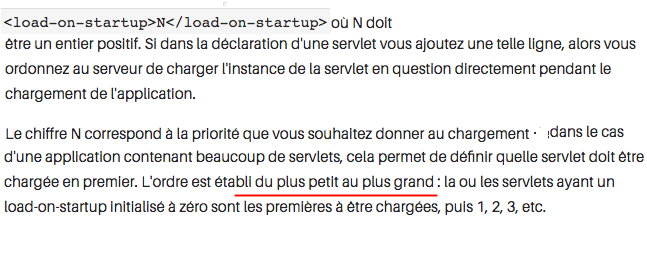 <load-on-startup>N</load-on-startup> où N doit
être un entier positif. Si dans la déclaration d'une servlet vous ajoutez une telle ligne, alors vous
ordonnez au serveur de charger l'instance de la servlet en question directement pendant le
chargement de l'application.
Le chiffre N correspond à la priorité que vous souhaitez donner au chargement dans le cas
d'une application contenant beaucoup de servlets, cela permet de définir quelle servlet doit être
chargée en premier. L'ordre est établi du plus petit au plus grand : la ou les servlets ayant un
load-on-startup initialisé à zéro sont les premières à être chargées, puis 1, 2, 3, etc.